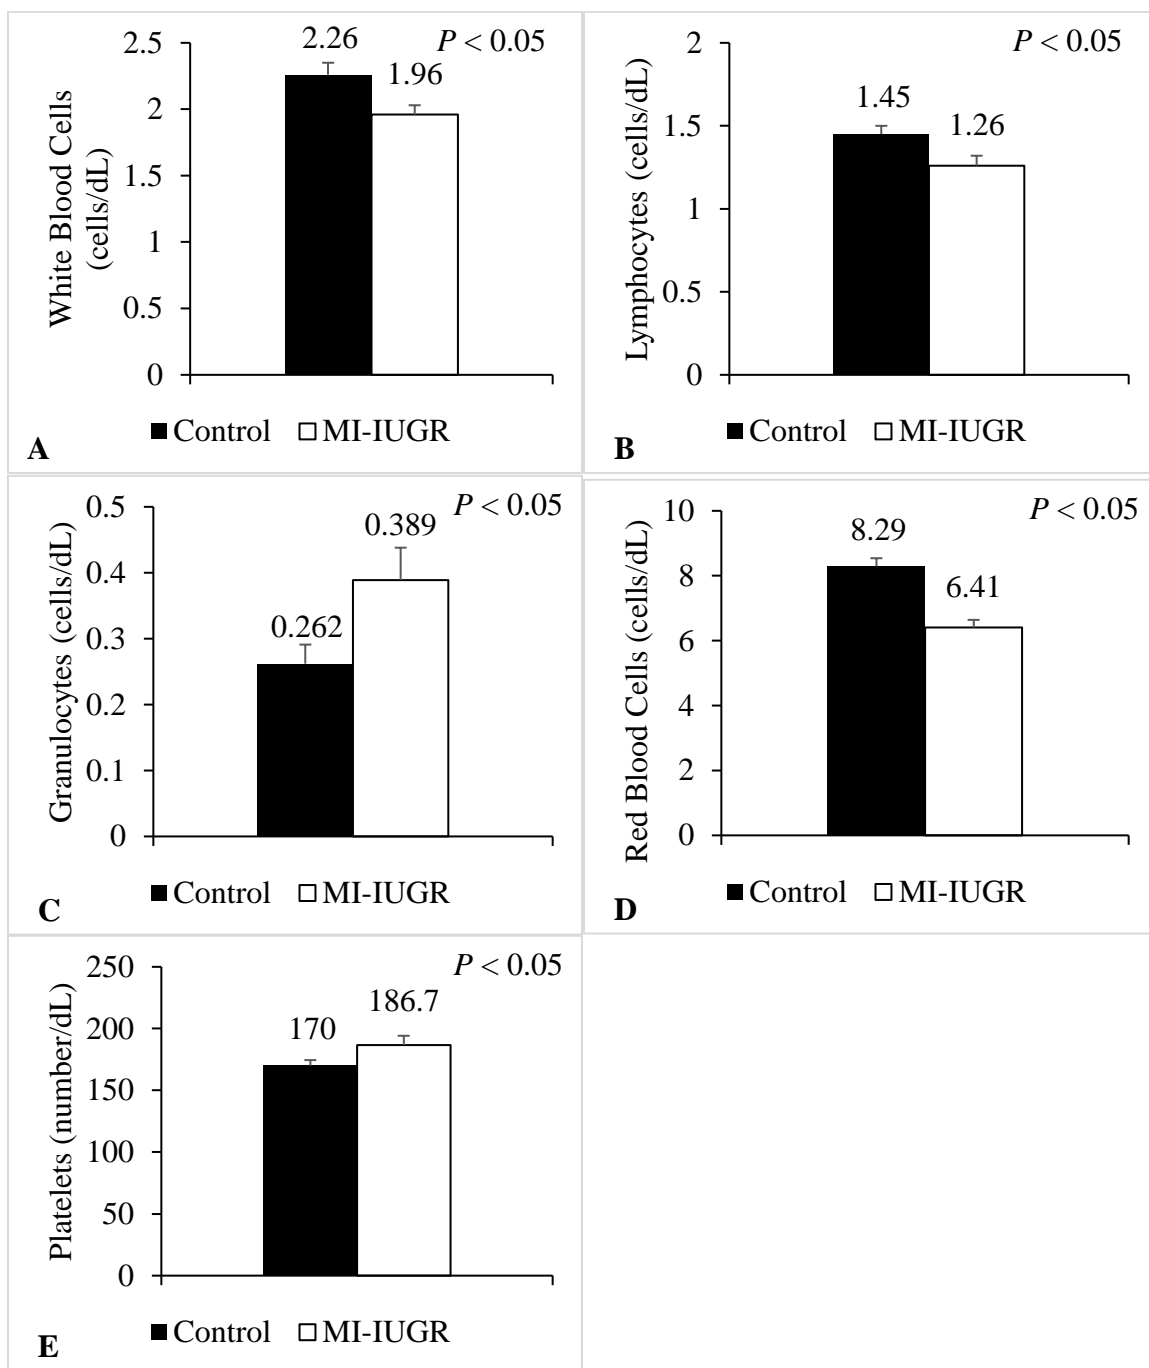 White Blood Cells
(cells/dL)
2.5
2
1.5
1
0.5
0
2.26
1.96
P < 0.05
■ Control □ MI-IUGR
A
Lymphocytes (cells/dL)
2
1.5
1
0.5
0
1.45
1.26
P < 0.05
■ Control □ MI-IUGR
B
Granulocytes (cells/dL)
0.5
0.4
0.3
0.2
0.1
0
0.262
0.389
P < 0.05
■ Control □ MI-IUGR
C
Red Blood Cells (cells/dL)
10
8
6
4
2
0
8.29
6.41
P < 0.05
■ Control □ MI-IUGR
D
Platelets (number/dL)
250
200
150
100
50
0
170
186.7
P < 0.05
■ Control □ MI-IUGR
E